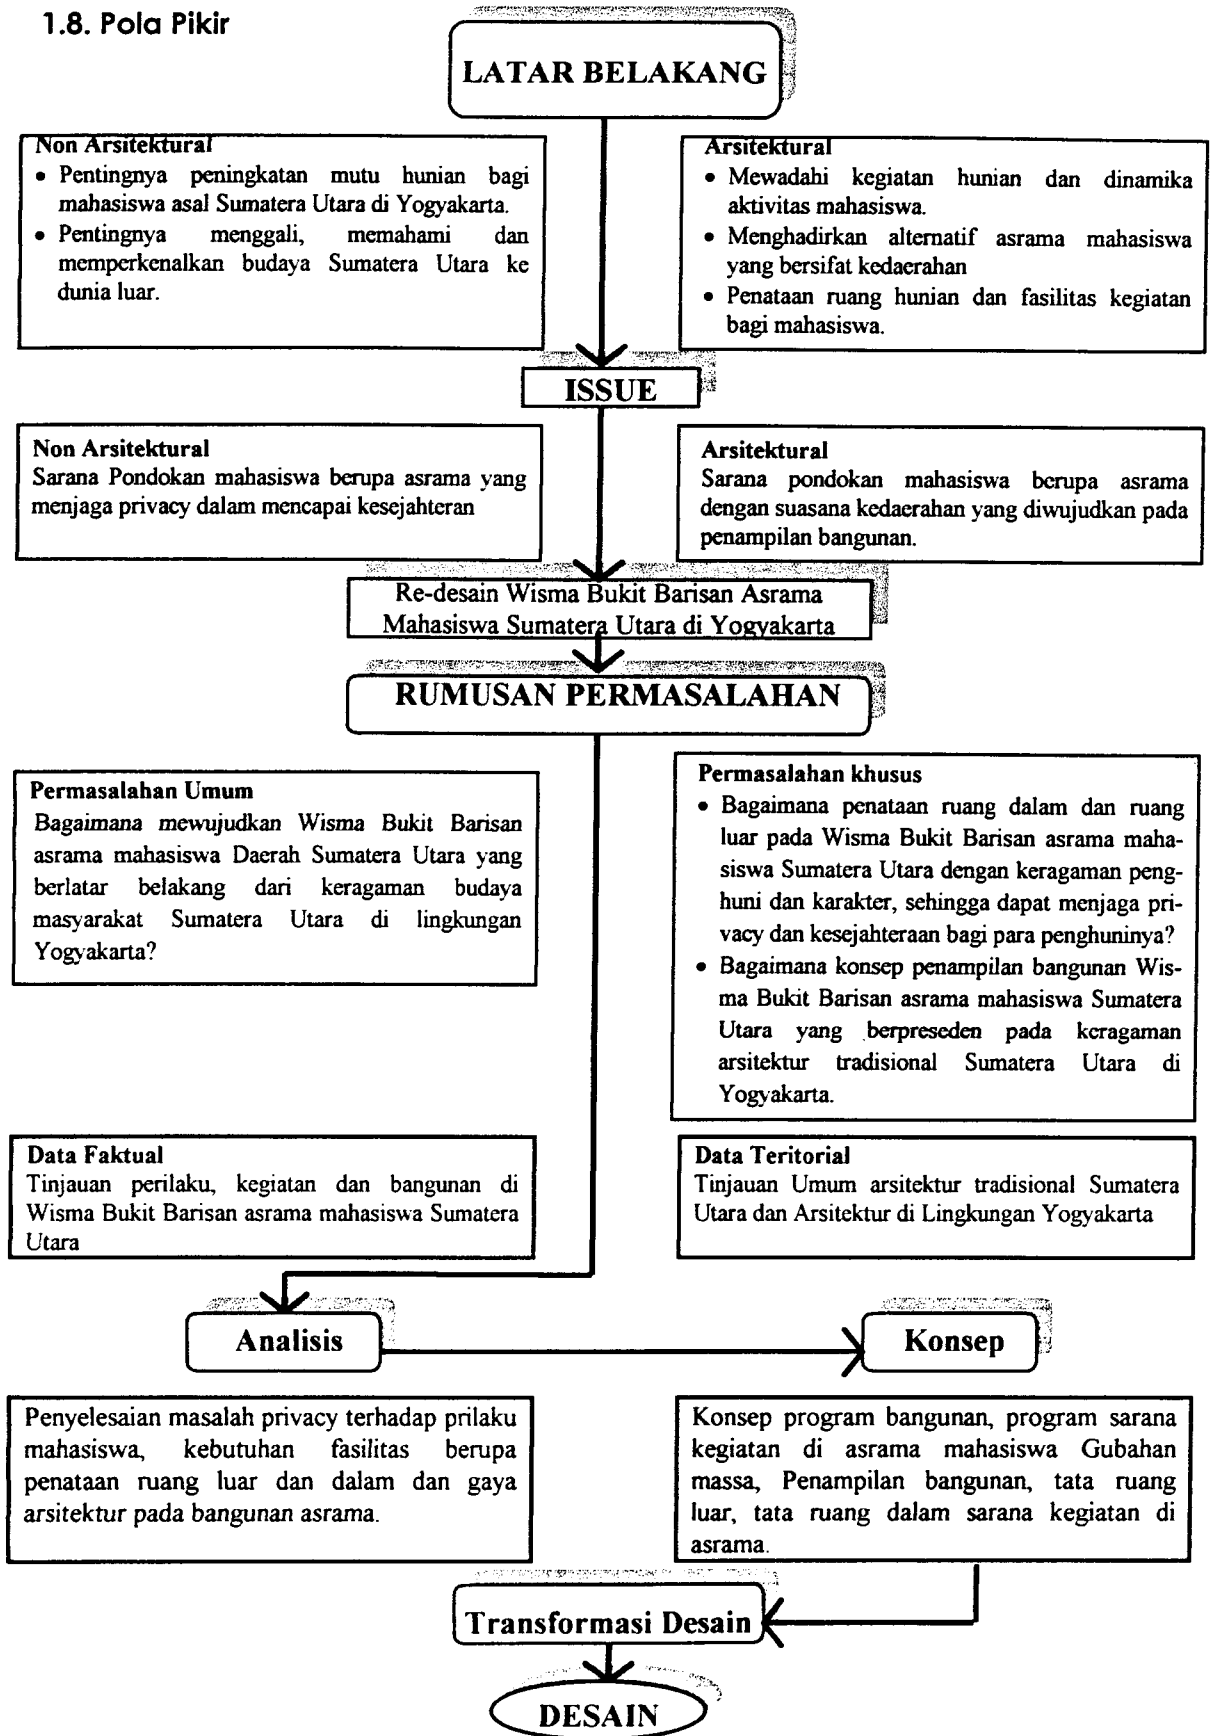 1.8. Pola Pikir
LATAR BELAKANG
Non Arsitektural
• Pentingnya peningkatan mutu hunian bagi
mahasiswa asal Sumatera Utara di Yogyakarta.
• Pentingnya menggali, memahami dan
memperkenalkan budaya Sumatera Utara ke
dunia luar.
Arsitektural
• Mewadahi kegiatan hunian dan dinamika
aktivitas mahasiswa.
• Menghadirkan alternatif asrama mahasiswa
yang bersifat kedaerahan
• Penataan ruang hunian dan fasilitas kegiatan
bagi mahasiswa.
ISSUE
Non Arsitektural
Sarana Pondokan mahasiswa berupa asrama yang
menjaga privacy dalam mencapai kesejahteran
Arsitektural
Sarana pondokan mahasiswa berupa asrama
dengan suasana kedaerahan yang diwujudkan pada
penampilan bangunan.
Re-desain Wisma Bukit Barisan Asrama
Mahasiswa Sumatera Utara di Yogyakarta
RUMUSAN PERMASALAHAN
Permasalahan Umum
Bagaimana mewujudkan Wisma Bukit Barisan
asrama mahasiswa Daerah Sumatera Utara yang
berlatar belakang dari keragaman budaya
masyarakat Sumatera Utara di lingkungan
Yogyakarta?
Permasalahan khusus
• Bagaimana penataan ruang dalam dan ruang
luar pada Wisma Bukit Barisan asrama maha-
siswa Sumatera Utara dengan keragaman peng-
huni dan karakter, sehingga dapat menjaga pri-
vacy dan kesejahteraan bagi para penghuninya?
• Bagaimana konsep penampilan bangunan Wis-
ma Bukit Barisan asrama mahasiswa Sumatera
Utara yang berpreseden pada keragaman
arsitektur tradisional Sumatera Utara di
Yogyakarta.
Data Faktual
Tinjauan perilaku, kegiatan dan bangunan di
Wisma Bukit Barisan asrama mahasiswa Sumatera
Utara
Data Teritorial
Tinjauan Umum arsitektur tradisional Sumatera
Utara dan Arsitektur di Lingkungan Yogyakarta
Analisis
Konsep
Penyelesaian masalah privacy terhadap prilaku
mahasiswa, kebutuhan fasilitas berupa
penataan ruang luar dan dalam dan gaya
arsitektur pada bangunan asrama.
Konsep program bangunan, program sarana
kegiatan di asrama mahasiswa Gubahan
massa, Penampilan bangunan, tata ruang
luar, tata ruang dalam sarana kegiatan di
asrama.
Transformasi Desain
DESAIN